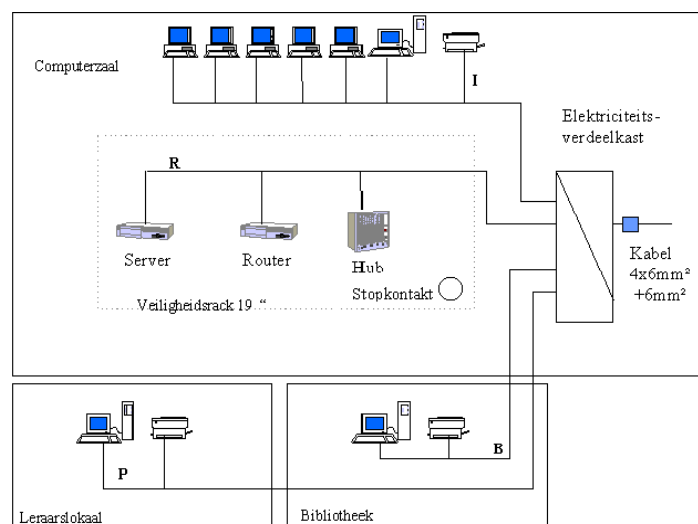 Computerzaal
I
Elektriciteits-
verdeelkast
R
Server
Router
Hub
Stopkontakt
Veiligheidsrack 19 “
Kabel
4x6mm²
+6mm²
P
B
Leraarslokaal
Bibliotheek